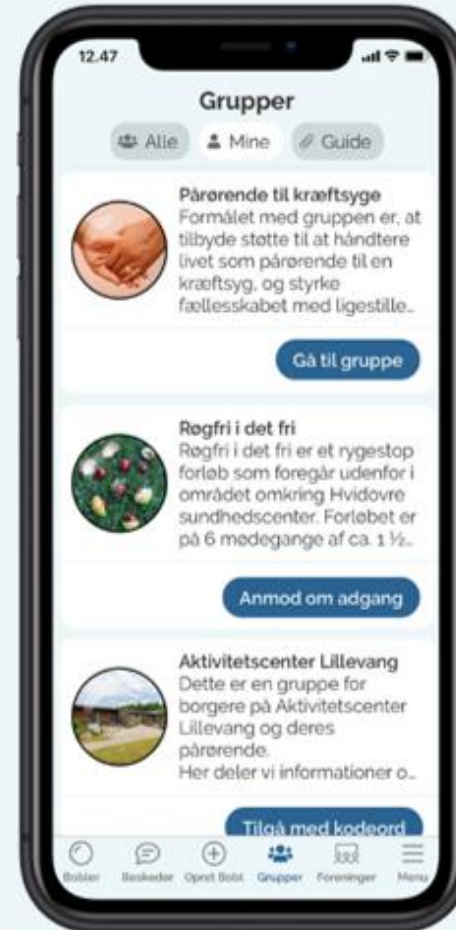 12.47
Grupper
Alle
Mine
Guide
Pårørende til kræftsyge
Formålet med gruppen er, at
tilbyde støtte til at håndtere
livet som pårørende til en
kræftsyg, og styrke
fællesskabet med ligestille...
Gå til gruppe
Røgfri i det fri
Røgfri i det fri er et rygestop
forløb som foregår udenfor i
området omkring Hvidovre
sundhedscenter. Forløbet er
på 6 mødegange af ca. 1 ½...
Anmod om adgang
Aktivitetscenter Lillevang
Dette er en gruppe for
borgere på Aktivitetscenter
Lillevang og deres
pårørende.
Her deler vi informationer o...
Tilgå med kodeord
Bobler
Beskeder
Opret Bobl
Grupper
Foreninger
Menu